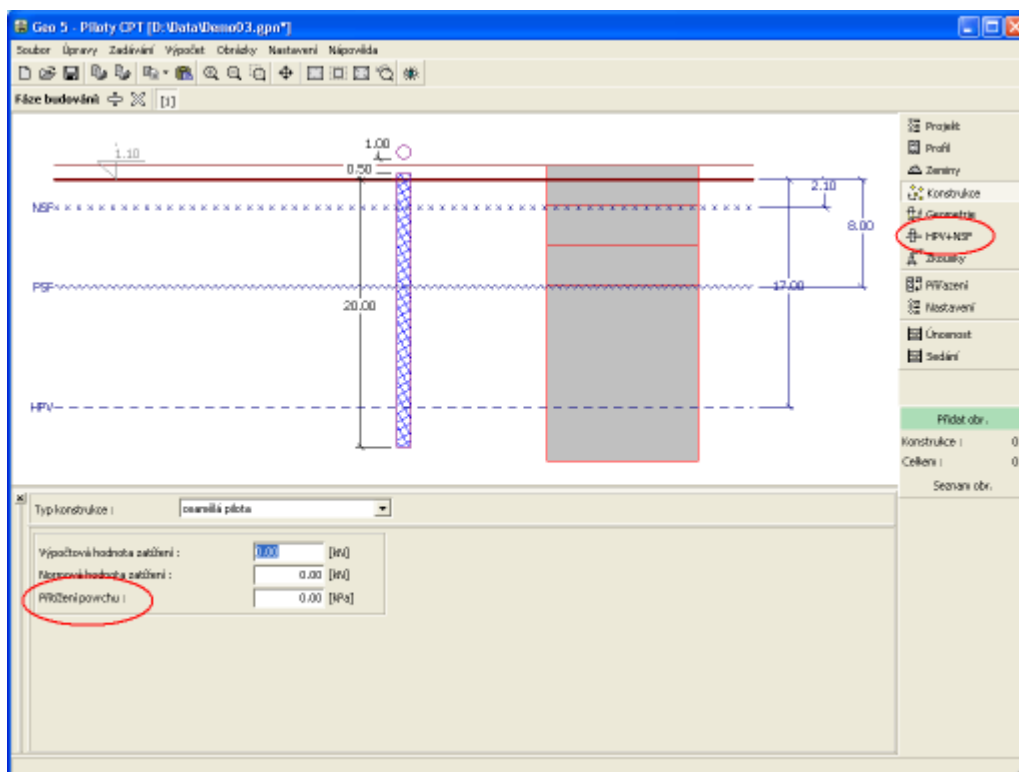 Geo 5 - Piloty CPT [D:\Data\Demo03.gpn*]
Soubor Úpravy Zadávání Výpočet Obrázky Nastavení Nápověda
Fáze budování: [1]
1.10
1.00
0.50
2.10
NSF
8.00
PSF
17.00
20.00
HPV
Projekt
Profil
Zeminy
Konstrukce
Geometrie
HPV+NSF
Zkoušky
Přiřazení
Nastavení
Únosnost
Sedání
Přidat obr.
Konstrukce : 0
Celkem : 0
Seznam obr.
Typ konstrukce : osamělá pilota
Výpočtová hodnota zatížení : 0.00 [kN]
Normová hodnota zatížení : 0.00 [kN]
Přitížení povrchu : 0.00 [kPa]